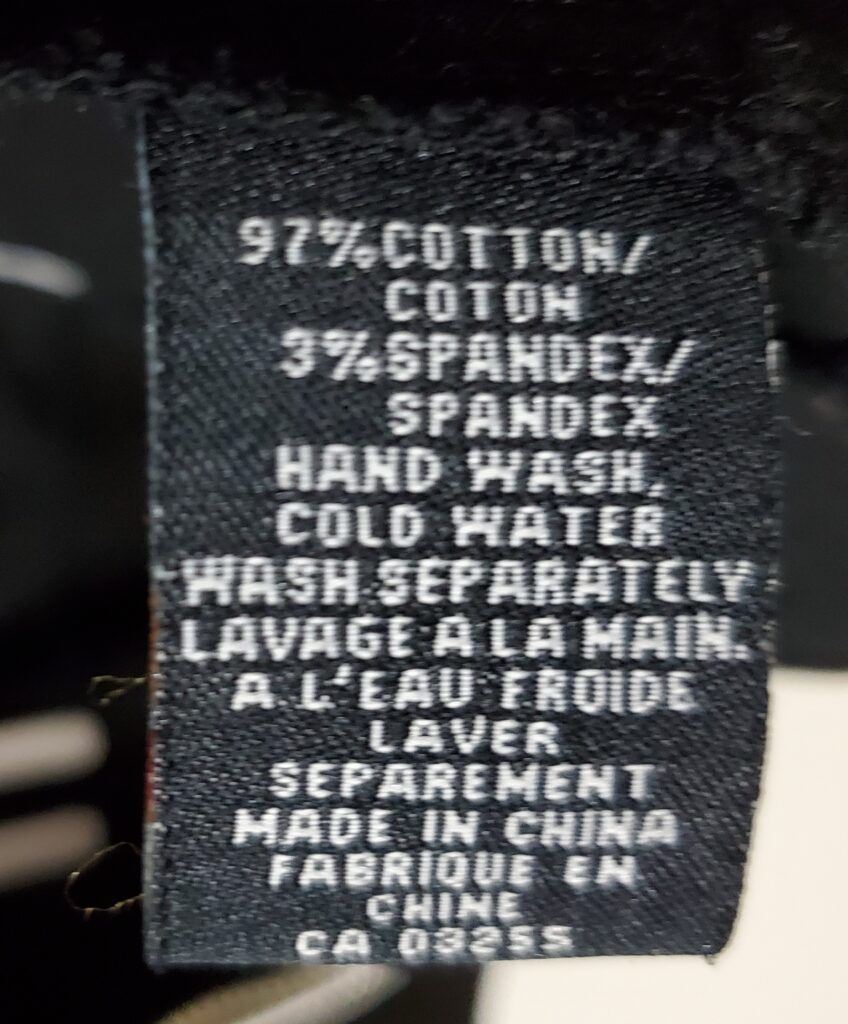 97%COTTON/
COTON
3%SPANDEX/
SPANDEX
HAND WASH,
COLD WATER
WASH SEPARATELY
LAVAGE A LA MAIN.
A L'EAU FROIDE
LAVER
SEPAREMENT
MADE IN CHINA
FABRIQUE EN
CHINE
CA 03255